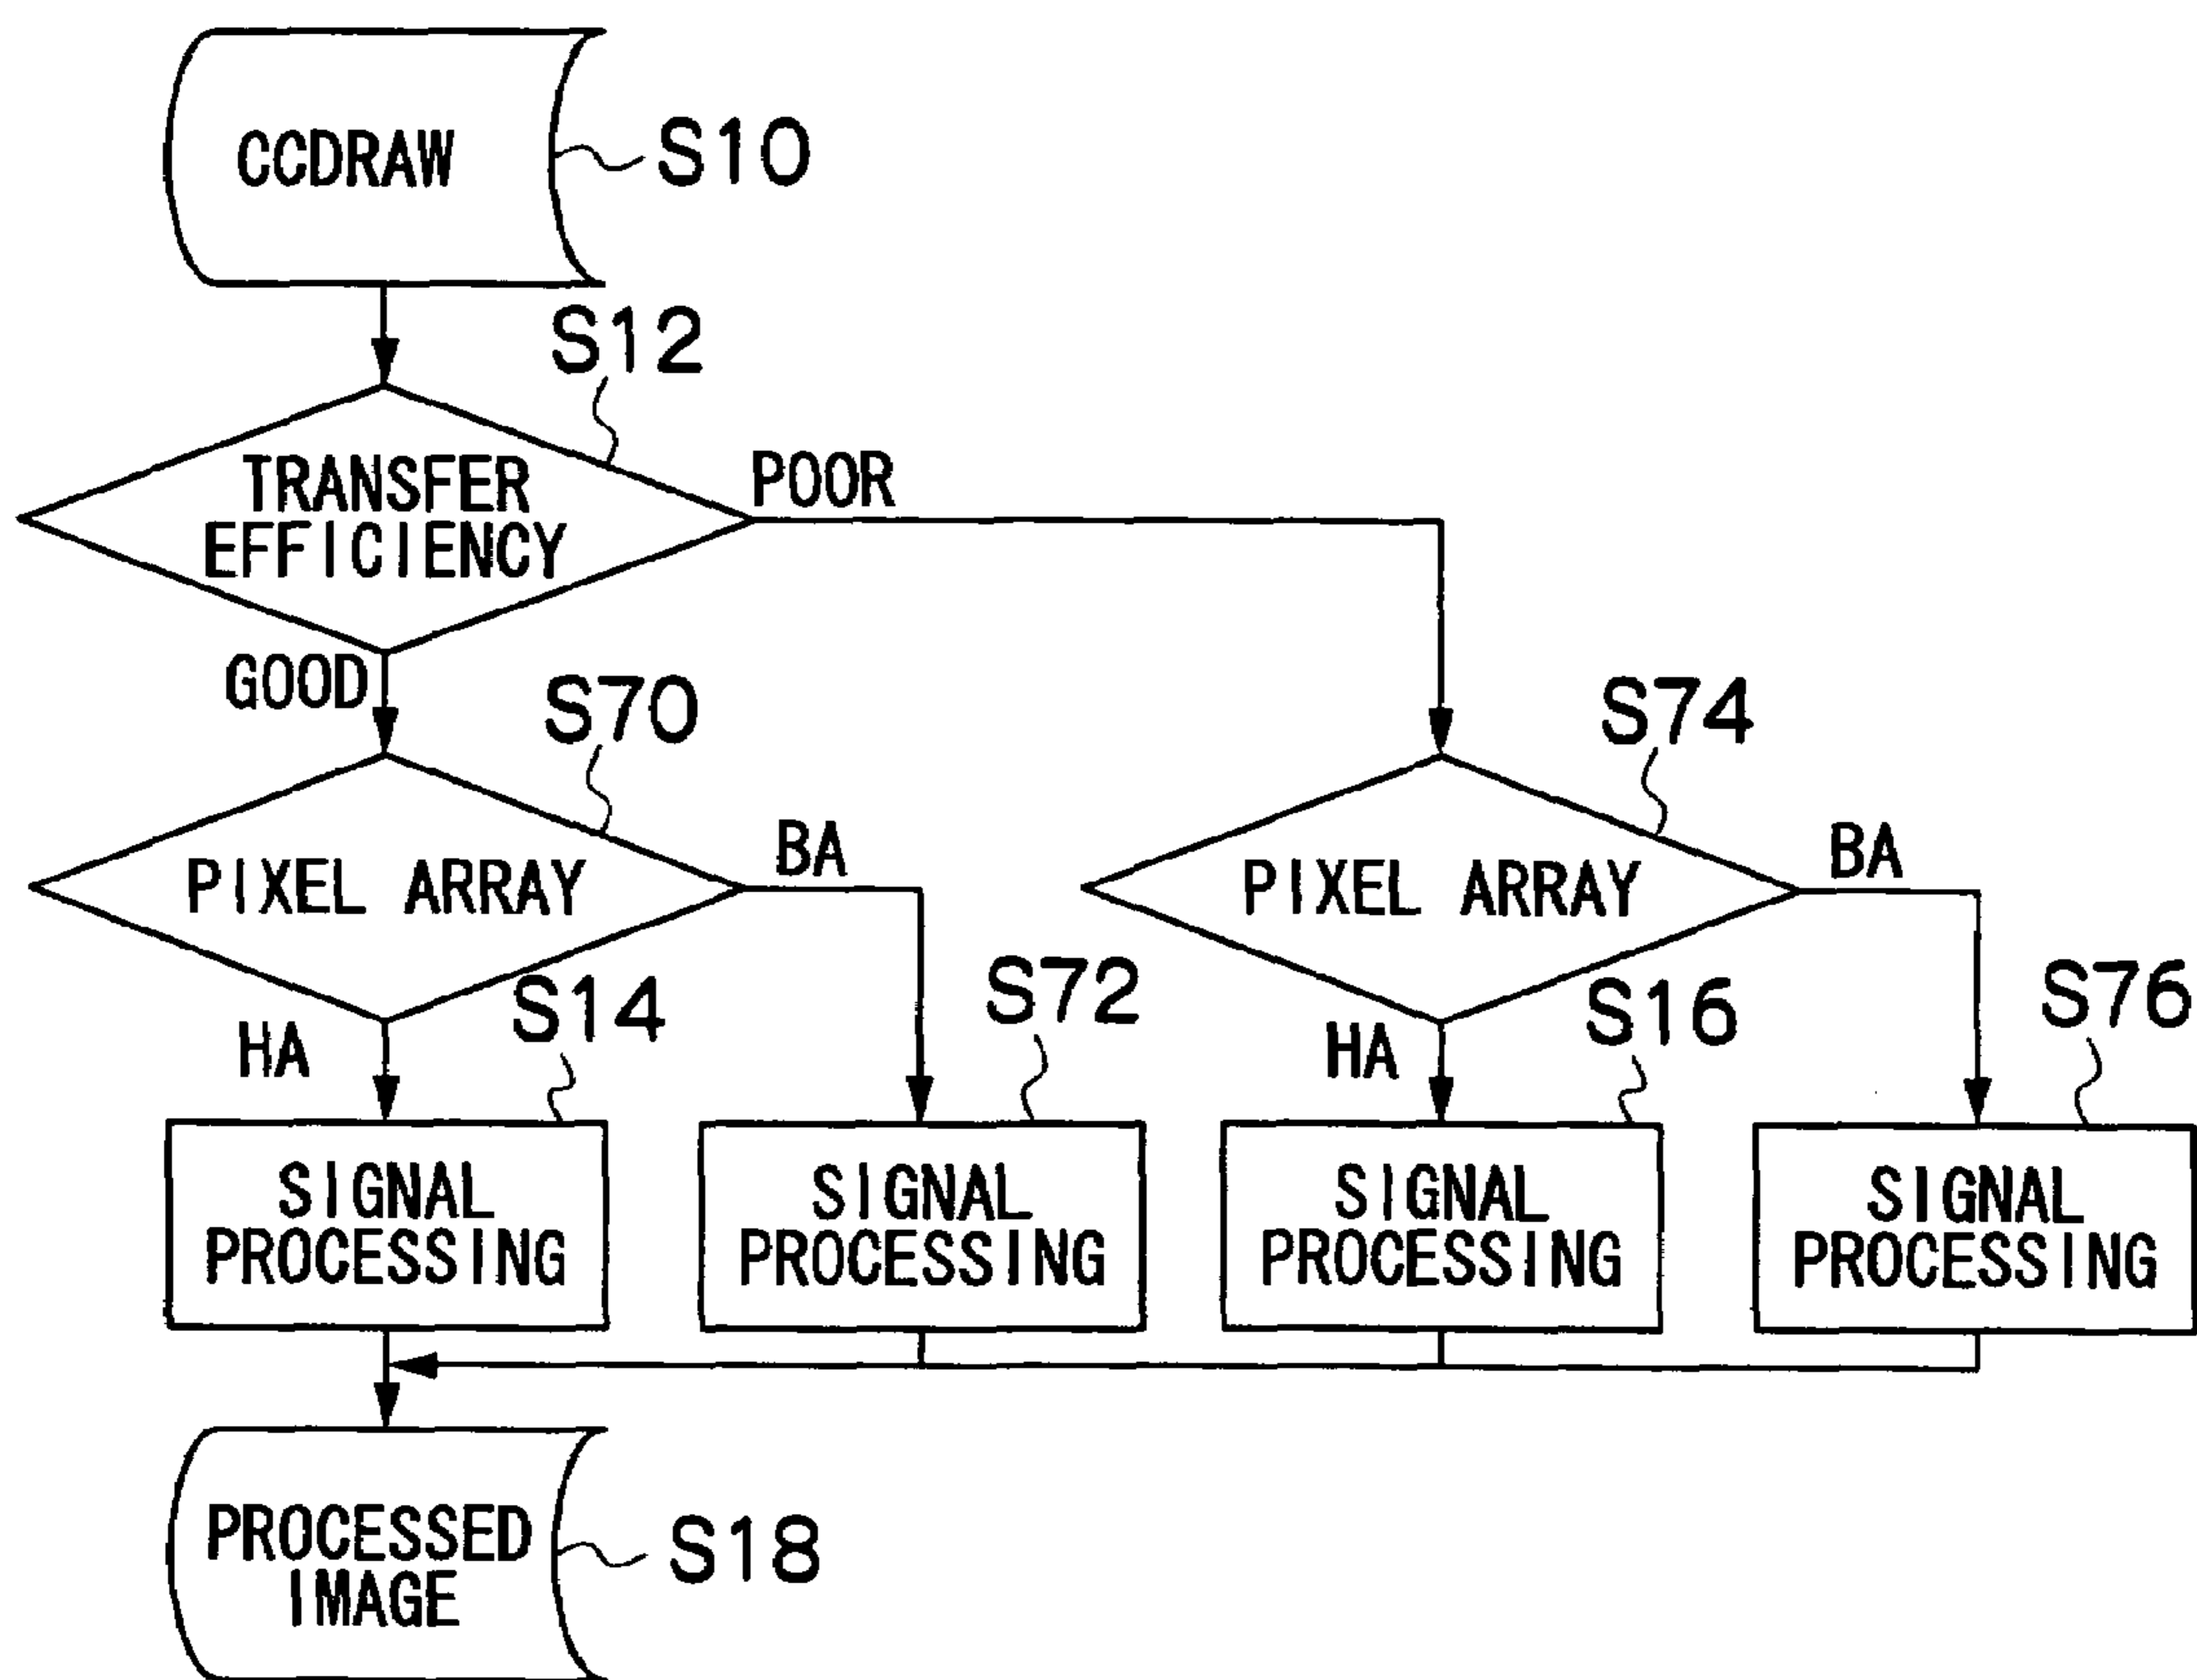 CCDRAW
S10
S12
TRANSFER
EFFICIENCY
POOR
GOOD
S70
S74
PIXEL ARRAY
BA
PIXEL ARRAY
BA
HA
S14
S72
HA
S16
S76
SIGNAL
PROCESSING
SIGNAL
PROCESSING
SIGNAL
PROCESSING
SIGNAL
PROCESSING
PROCESSED
IMAGE
S18